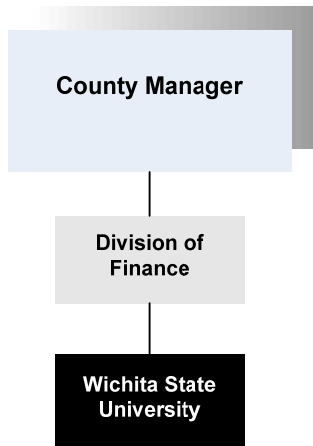 County Manager
Division of
Finance
Wichita State
University